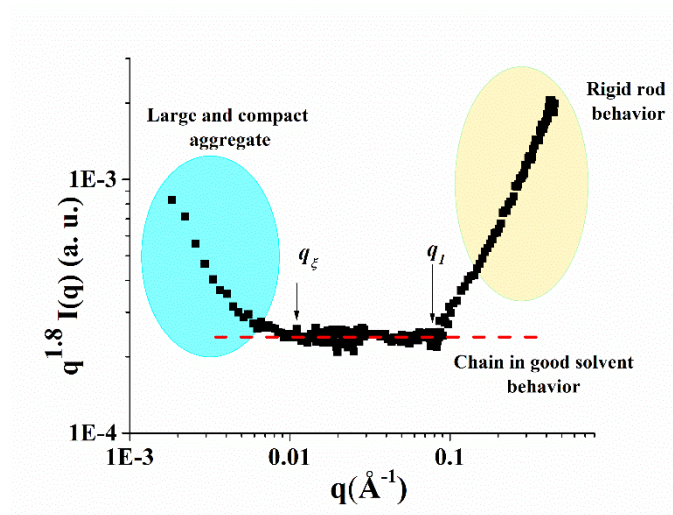 Large and compact
aggregate
Rigid rod
behavior
q^1.8 I(q) (a. u.)
1E-3
1E-4
q_ξ
q_1
Chain in good solvent
behavior
1E-3
0.01
0.1
q(Å^-1)